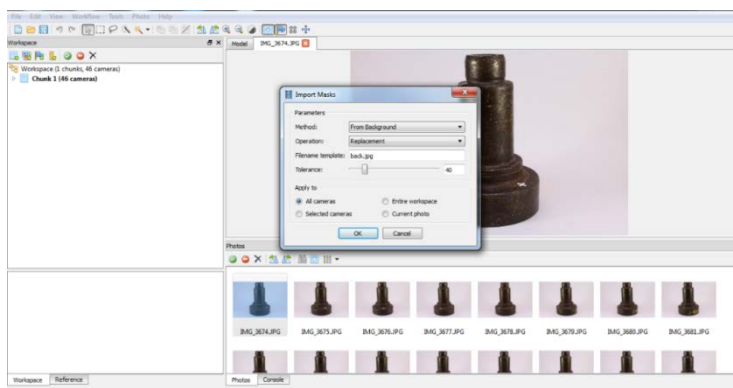 File Edit View Workflow Tools Photo Help
Workspace
Model IMG_3674.JPG
Workspace (1 chunks, 46 cameras)
Chunk 1 (46 cameras)
Import Masks
Parameters
Method: From Background
Operation: Replacement
Filename template: back.jpg
Tolerance: 40
Apply to
All cameras Entire workspace
Selected cameras Current photo
OK Cancel
Photos
IMG_3674.JPG IMG_3675.JPG IMG_3676.JPG IMG_3677.JPG IMG_3678.JPG IMG_3679.JPG IMG_3680.JPG IMG_3681.JPG
Workspace Reference Photos Console